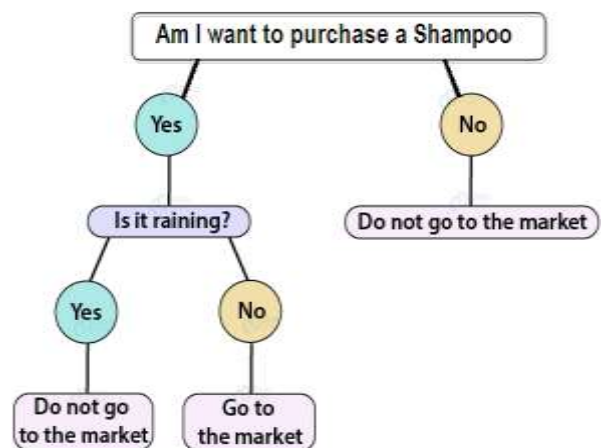 Am I want to purchase a Shampoo
Yes
No
Is it raining?
Do not go to the market
Yes
No
Do not go
to the market
Go to
the market